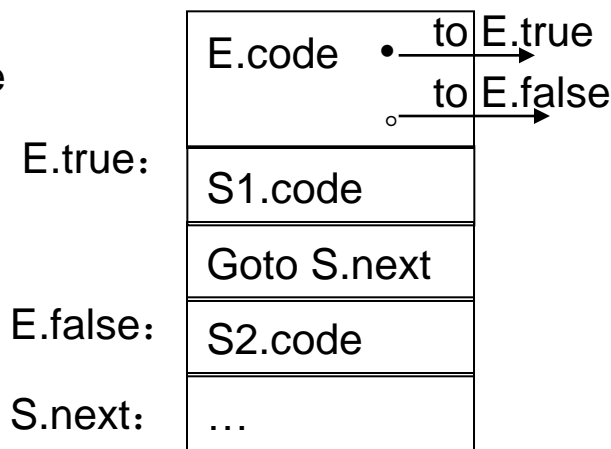 E.code
to E.true
e
to E.false
E.true：
S1.code
Goto S.next
E.false：
S2.code
S.next：
…